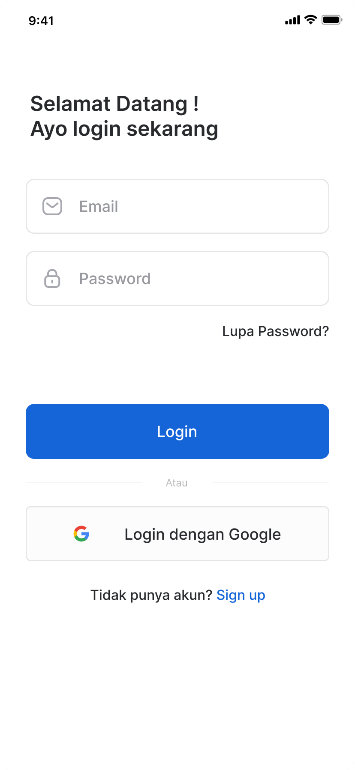 9:41
Selamat Datang !
Ayo login sekarang
Email
Password
Lupa Password?
Login
Atau
Login dengan Google
Tidak punya akun? Sign up